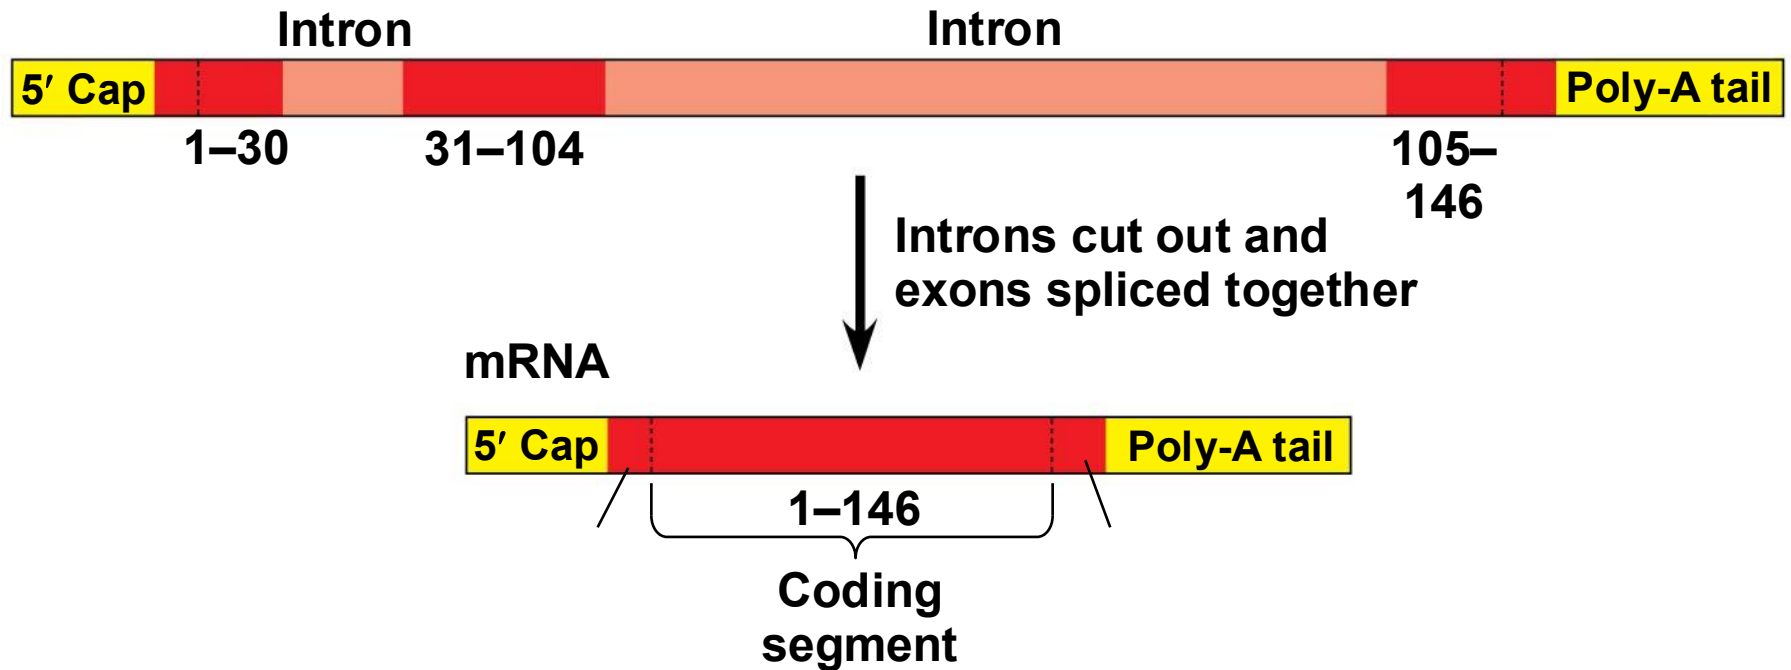 Intron Intron
5′ Cap Poly-A tail
1–30 31–104 105–
146
Introns cut out and
exons spliced together
mRNA
5′ Cap Poly-A tail
1–146
Coding
segment